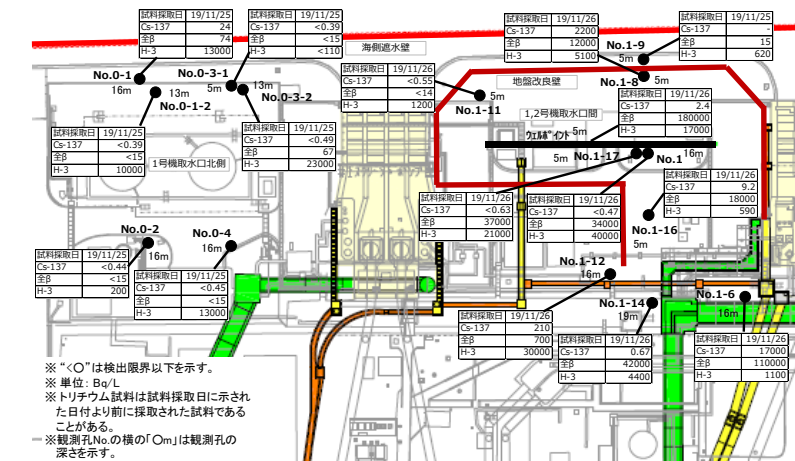 試料採取日 19/11/25
Cs-137 24
全β 74
H-3 13000
試料採取日 19/11/25
Cs-137 <0.39
全β <15
H-3 <110
海側遮水壁
試料採取日 19/11/26
Cs-137 2200
全β 12000
H-3 5100
試料採取日 19/11/25
Cs-137 -
全β 15
H-3 620
No.1-9
5m
No.0-1
16m
No.0-3-1
5m
13m
No.0-3-2
13m
No.0-1-2
試料採取日 19/11/26
Cs-137 <0.55
全β <14
H-3 1200
5m
No.1-11
地盤改良壁
No.1-8
5m
試料採取日 19/11/26
Cs-137 2.4
全β 180000
H-3 17000
1,2号機取水口間
ウェルポイント
5m
試料採取日 19/11/25
Cs-137 <0.39
全β <15
H-3 10000
1号機取水口北側
試料採取日 19/11/25
Cs-137 <0.49
全β 67
H-3 23000
5m
No.1-17
No.1
16m
試料採取日 19/11/26
Cs-137 9.2
全β 18000
H-3 590
試料採取日 19/11/26
Cs-137 <0.63
全β 37000
H-3 21000
試料採取日 19/11/26
Cs-137 <0.47
全β 34000
H-3 40000
No.1-16
5m
No.0-2
16m
No.0-4
16m
試料採取日 19/11/25
Cs-137 <0.44
全β <15
H-3 200
試料採取日 19/11/25
Cs-137 <0.45
全β <15
H-3 13000
No.1-12
16m
No.1-14
19m
No.1-6
16m
試料採取日 19/11/26
Cs-137 210
全β 700
H-3 30000
試料採取日 19/11/26
Cs-137 0.67
全β 42000
H-3 4400
試料採取日 19/11/26
Cs-137 17000
全β 110000
H-3 1100
※ “<〇”は検出限界以下を示す。
※ 単位: Bq/L
※トリチウム試料は試料採取日に示され
た日付より前に採取された試料である
ことがある。
※観測孔No.の横の「〇m」は観測孔の
深さを示す。